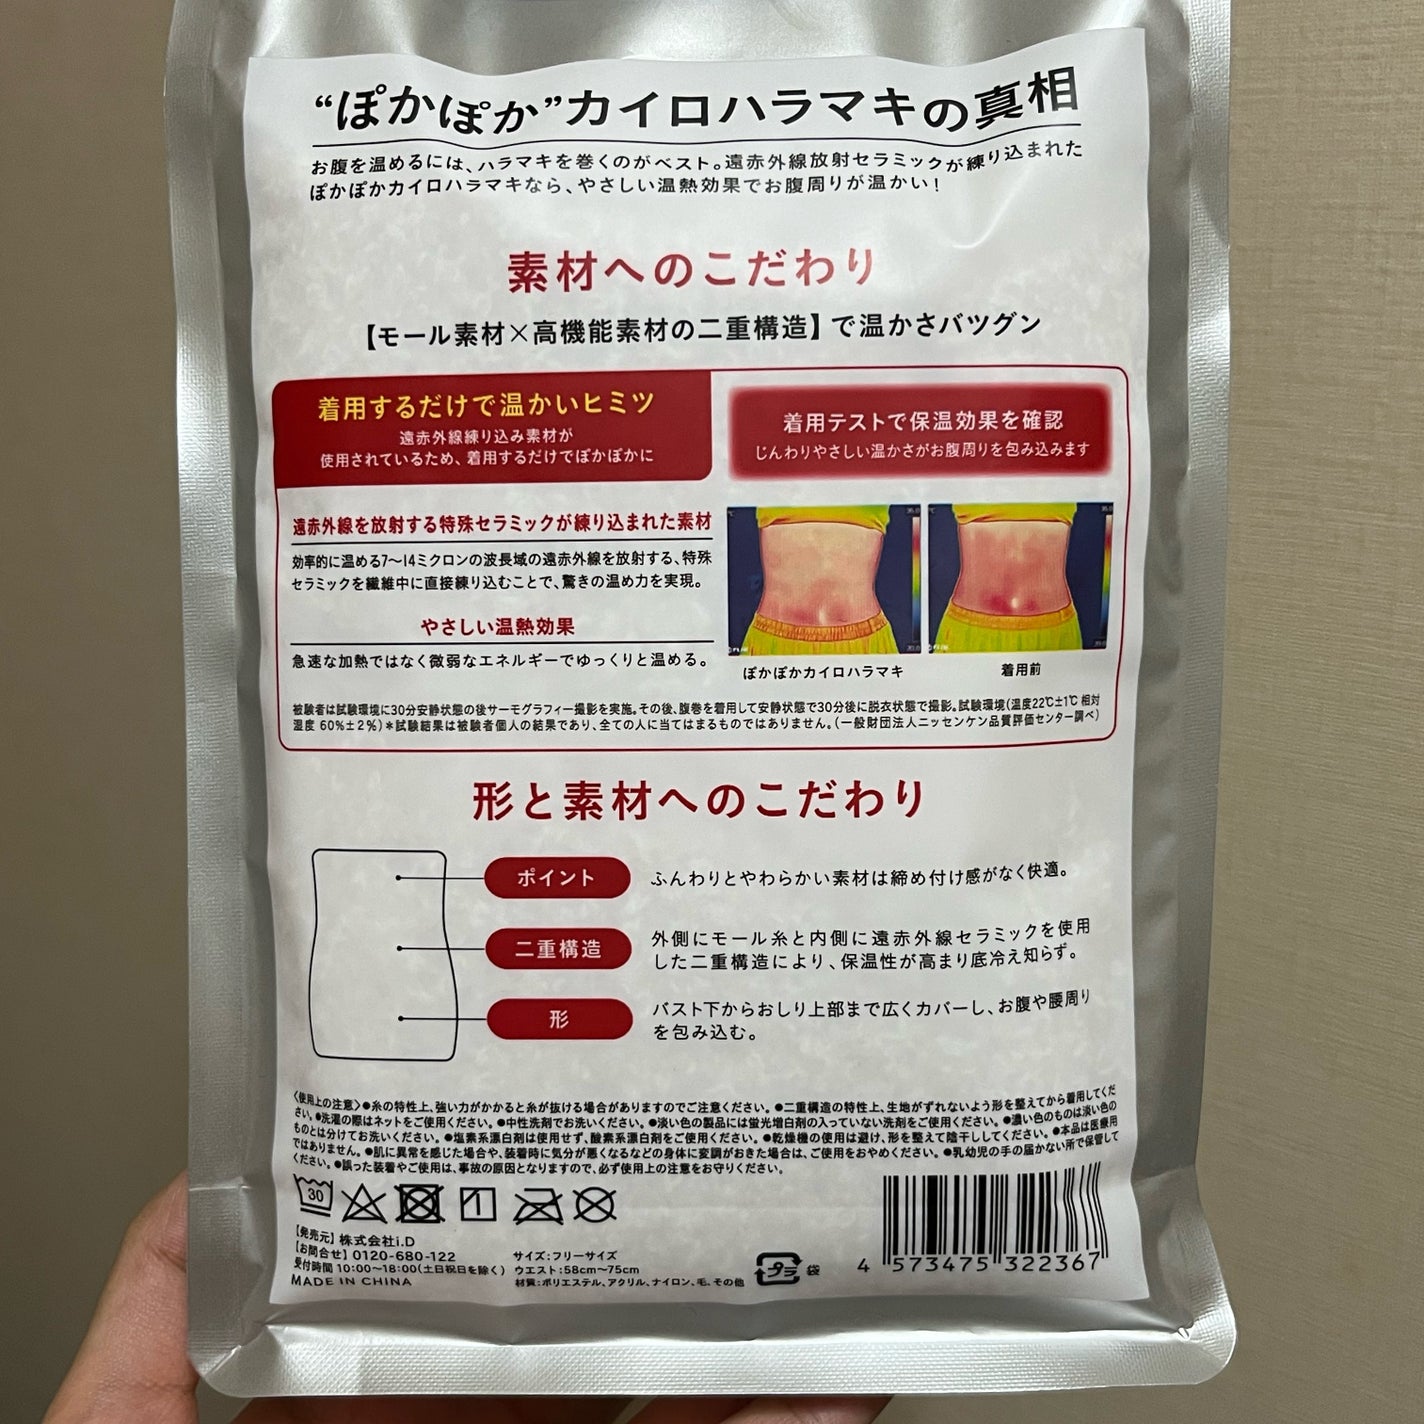 “ぽかぽか”カイロハラマキの真相
お腹を温めるには、ハラマキを巻くのがベスト。遠赤外線放射セラミックが練り込まれた
ぽかぽかカイロハラマキなら、やさしい温熱効果でお腹周りが温かい！
素材へのこだわり
【モール素材×高機能素材の二重構造】で温かさバツグン
着用するだけで温かいヒミツ
遠赤外線練り込み素材が
使用されているため、着用するだけでぽかぽかに
遠赤外線を放射する特殊セラミックが練り込まれた素材
効率的に温める7〜14ミクロンの波長域の遠赤外線を放射する、特殊
セラミックを繊維中に直接練り込むことで、驚きの温め力を実現。
やさしい温熱効果
急速な加熱ではなく微弱なエネルギーでゆっくりと温める。
着用テストで保温効果を確認
じんわりやさしい温かさがお腹周りを包み込みます
ぽかぽかカイロハラマキ
着用前
被験者は試験環境に30分安静状態の後サーモグラフィー撮影を実施。その後、腹巻を着用して安静状態で30分後に脱衣状態で撮影。試験環境(温度22℃±1℃ 相対
湿度 60%±2%)＊試験結果は被験者個人の結果であり、全ての人に当てはまるものではありません。(一般財団法人ニッセンケン品質評価センター調べ)
形と素材へのこだわり
ポイント
ふんわりとやわらかい素材は締め付け感がなく快適。
二重構造
外側にモール糸と内側に遠赤外線セラミックを使用
した二重構造により、保温性が高まり底冷え知らず。
形
バスト下からおしり上部まで広くカバーし、お腹や腰周り
を包み込む。
〈使用上の注意〉●糸の特性上、強い力がかかると糸が抜ける場合がありますのでご注意ください。●二重構造の特性上、生地がずれないよう形を整えてから着用してくだ
さい。●洗濯の際はネットをご使用ください。●中性洗剤でお洗いください。●淡い色の製品には蛍光増白剤の入っていない洗剤をご使用ください。●濃い色のものは淡い色の
ものとは分けてお洗いください。●塩素系漂白剤は使用せず、酸素系漂白剤をご使用ください。●乾燥機の使用は避け、形を整えて陰干ししてください。●本品は医療用
ではありません。●肌に異常を感じた場合や、装着時に気分が悪くなるなどの身体に変調がおきた場合は、ご使用をおやめください。●乳幼児の手の届かない所で保管して
ください。●誤った装着やご使用は、事故の原因となりますので、必ず使用上の注意をお守りください。
30
【発売元】株式会社i.D
【お問合せ】0120-680-122
受付時間 10:00〜18:00(土日祝日を除く)
MADE IN CHINA
サイズ：フリーサイズ
ウエスト：58cm〜75cm
材質：ポリエステル、アクリル、ナイロン、毛、その他
プラ 袋
4 573475 322367